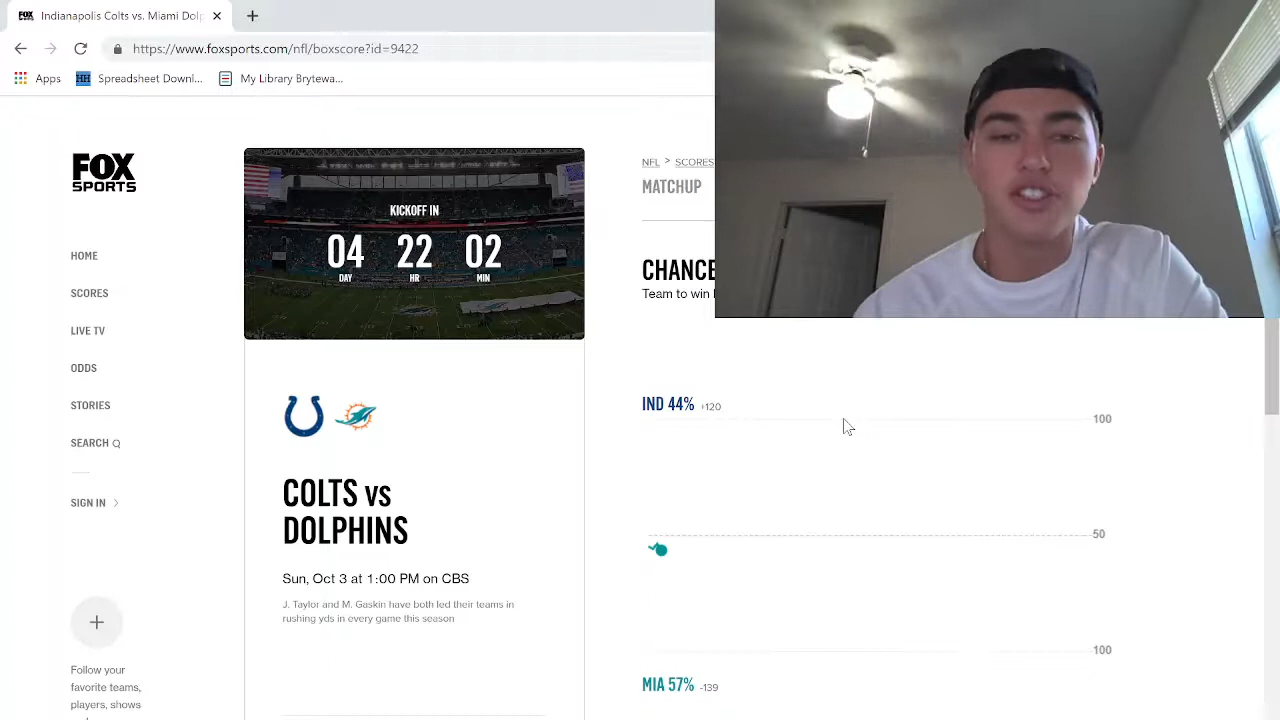 FOX SPORTS
Indianapolis Colts vs. Miami Dolp
https://www.foxsports.com/nfl/boxscore?id=9422
Apps
Spreadsheet Downl...
My Library Brytewa...
FOX
SPORTS
HOME
SCORES
LIVE TV
ODDS
STORIES
SEARCH
SIGN IN >
+
Follow your
favorite teams,
players, shows
KICKOFF IN
04 22 02
DAY HR MIN
COLTS vs
DOLPHINS
Sun, Oct 3 at 1:00 PM on CBS
J. Taylor and M. Gaskin have both led their teams in
rushing yds in every game this season
NFL > SCORES
MATCHUP
CHANCE
Team to win
IND 44% +120
100
50
100
MIA 57% -139